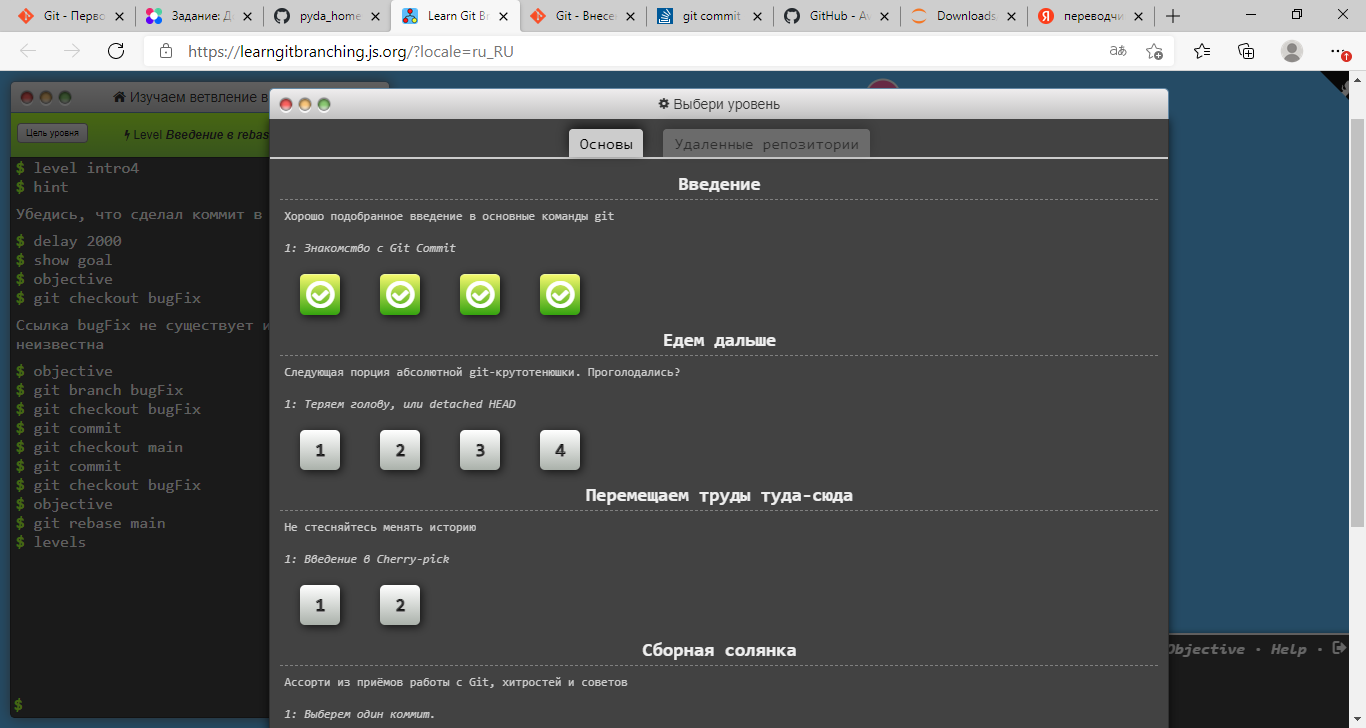 Git - Перво
Задание: Д
pyda_home
Learn Git Br
Git - Внесе
git commit
GitHub - Av
Downloads
переводчи
https://learngitbranching.js.org/?locale=ru_RU
Изучаем ветвление в
Выбери уровень
Цель уровня
Level Введение в rebas
Основы
Удаленные репозитории
$ level intro4
$ hint
Убедись, что сделал коммит в
$ delay 2000
$ show goal
$ objective
$ git checkout bugFix
Ссылка bugFix не существует и
неизвестна
$ objective
$ git branch bugFix
$ git checkout bugFix
$ git commit
$ git checkout main
$ git commit
$ git checkout bugFix
$ objective
$ git rebase main
$ levels
$
Введение
Хорошо подобранное введение в основные команды git
1: Знакомство с Git Commit
Едем дальше
Следующая порция абсолютной git-крутотенюшки. Проголодались?
1: Теряем голову, или detached HEAD
1 2 3 4
Перемещаем труды туда-сюда
Не стесняйтесь менять историю
1: Введение в Cherry-pick
1 2
Сборная солянка
Ассорти из приёмов работы с Git, хитростей и советов
1: Выберем один коммит.
Objective · Help ·